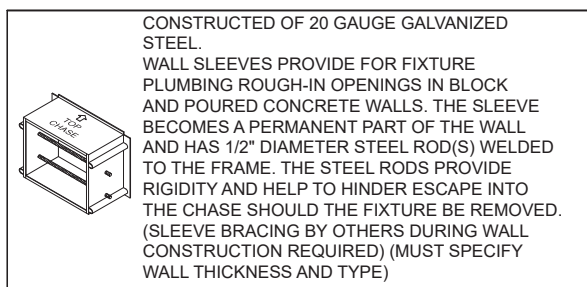 TOP
CHASE
CONSTRUCTED OF 20 GAUGE GALVANIZED
STEEL.
WALL SLEEVES PROVIDE FOR FIXTURE
PLUMBING ROUGH-IN OPENINGS IN BLOCK
AND POURED CONCRETE WALLS. THE SLEEVE
BECOMES A PERMANENT PART OF THE WALL
AND HAS 1/2" DIAMETER STEEL ROD(S) WELDED
TO THE FRAME. THE STEEL RODS PROVIDE
RIGIDITY AND HELP TO HINDER ESCAPE INTO
THE CHASE SHOULD THE FIXTURE BE REMOVED.
(SLEEVE BRACING BY OTHERS DURING WALL
CONSTRUCTION REQUIRED) (MUST SPECIFY
WALL THICKNESS AND TYPE)